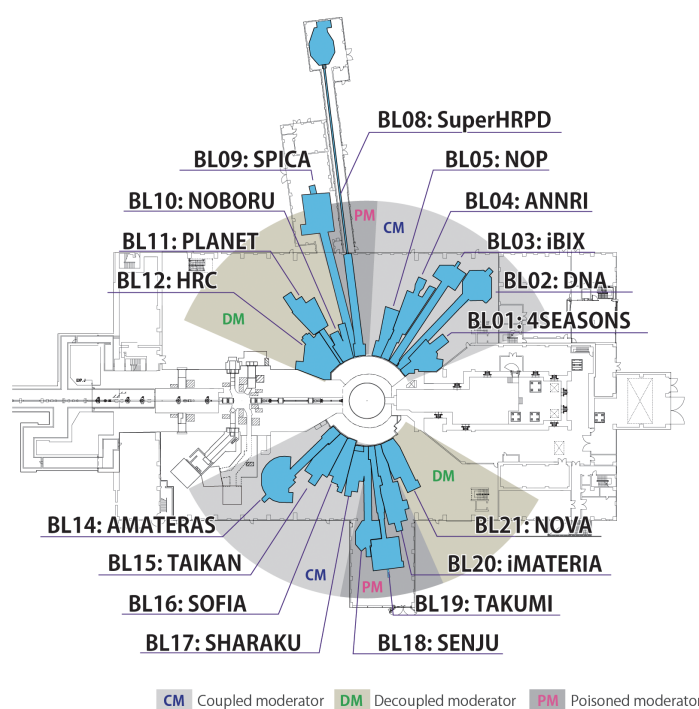 BL08: SuperHRPD
BL09: SPICA
BL05: NOP
BL10: NOBORU
BL04: ANNRI
PM
CM
BL11: PLANET
BL03: iBIX
BL12: HRC
BL02: DNA
DM
BL01: 4SEASONS
DM
BL14: AMATERAS
BL21: NOVA
BL15: TAIKAN
BL20: iMATERIA
CM
PM
BL16: SOFIA
BL19: TAKUMI
BL17: SHARAKU
BL18: SENJU
CM Coupled moderator DM Decoupled moderator PM Poisoned moderator